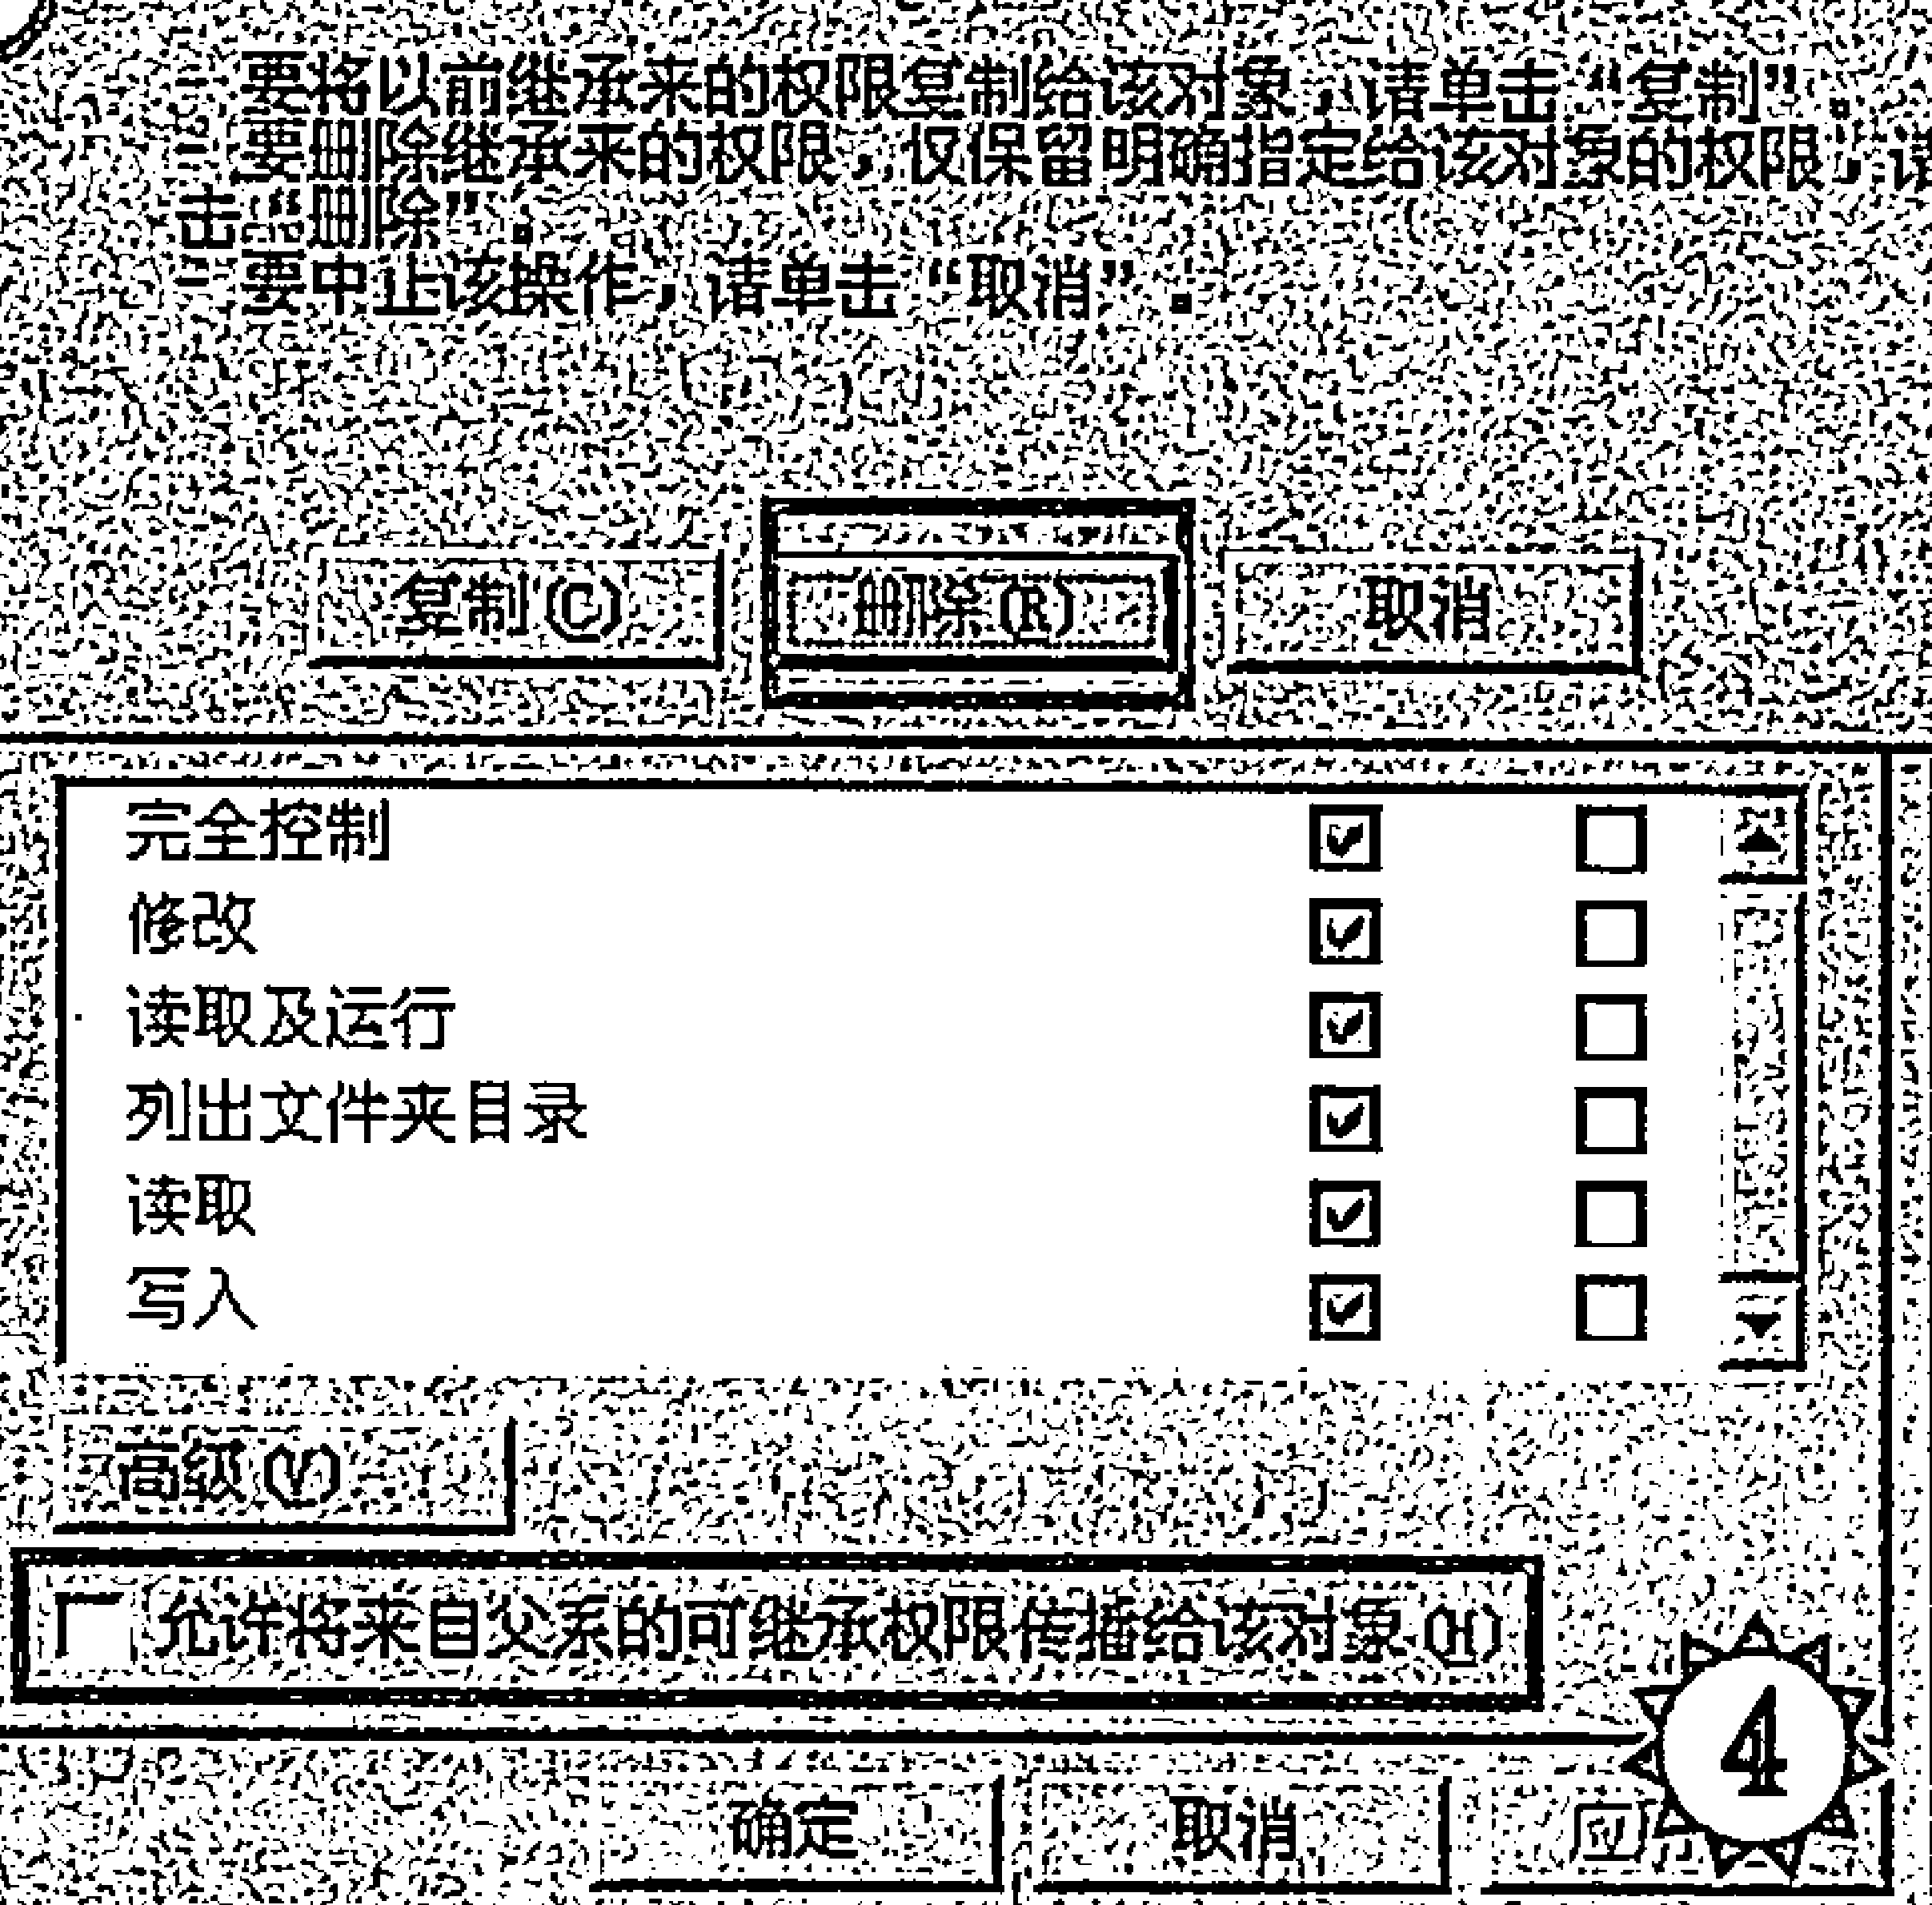 — 要将以前继承来的权限复制给该对象,请单击“复制”。
— 要删除继承来的权限,仅保留明确指定给该对象的权限,请
击“删除”。
— 要中止该操作,请单击“取消”。
复制(C) 删除(R) 取消
完全控制
修改
读取及运行
列出文件夹目录
读取
写入
高级(V)
允许将来自父系的可继承权限传播给该对象(H)
4
确定 取消 应